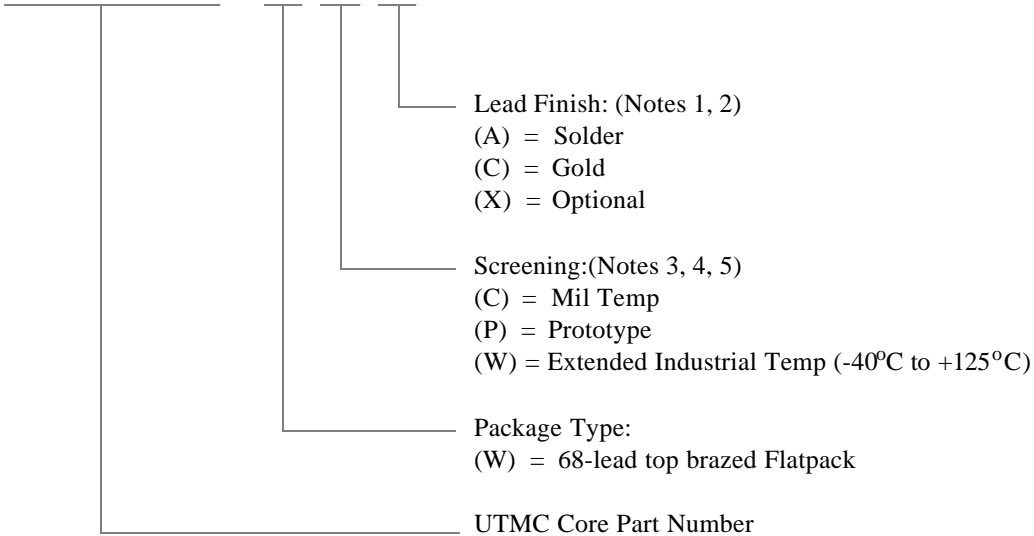 Lead Finish: (Notes 1, 2)
(A) = Solder
(C) = Gold
(X) = Optional
Screening:(Notes 3, 4, 5)
(C) = Mil Temp
(P) = Prototype
(W) = Extended Industrial Temp (-40°C to +125°C)
Package Type:
(W) = 68-lead top brazed Flatpack
UTMC Core Part Number